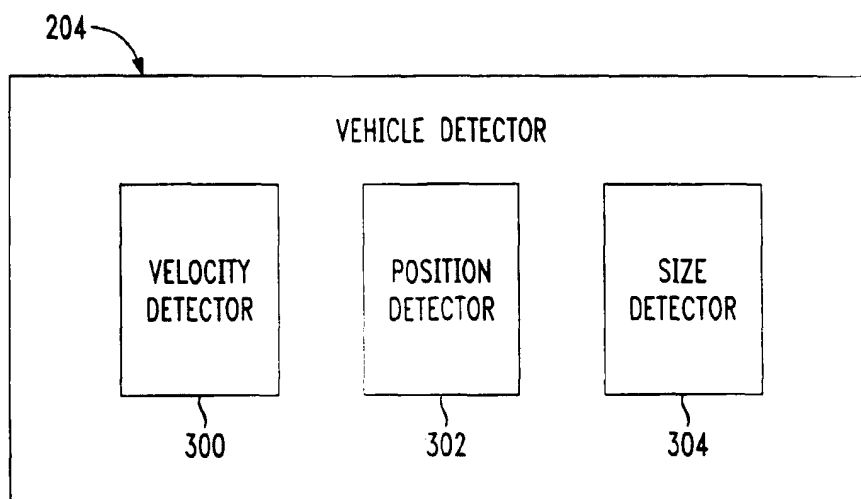 204
VEHICLE DETECTOR
VELOCITY
DETECTOR
POSITION
DETECTOR
SIZE
DETECTOR
300
302
304